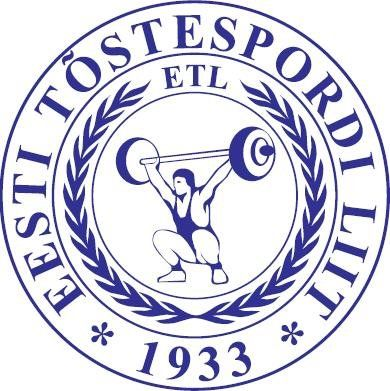 EESTI TÕSTESPORDI LIIT
ETL
* 1933 *